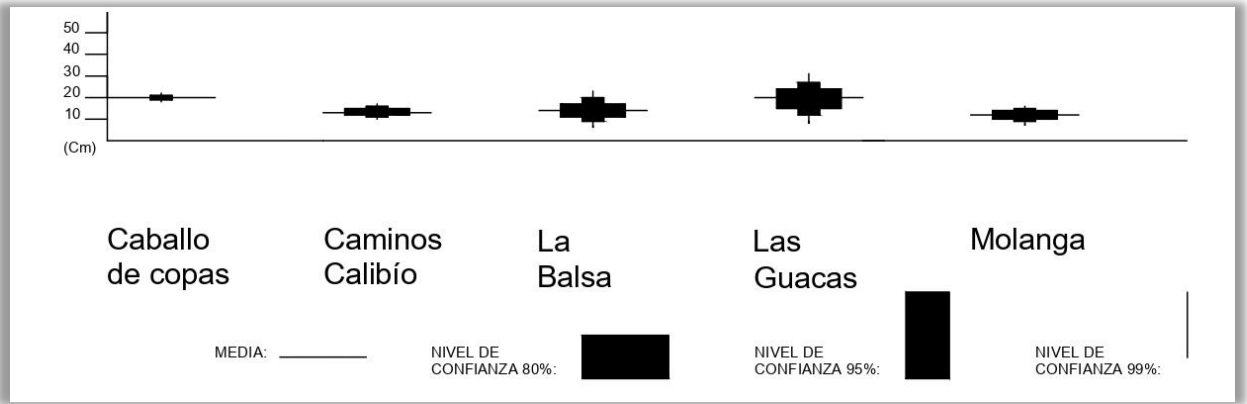 50
40
30
20
10
(Cm)
Caballo
de copas
Caminos
Calibío
La
Balsa
Las
Guacas
Molanga
MEDIA:
NIVEL DE
CONFIANZA 80%:
NIVEL DE
CONFIANZA 95%:
NIVEL DE
CONFIANZA 99%: